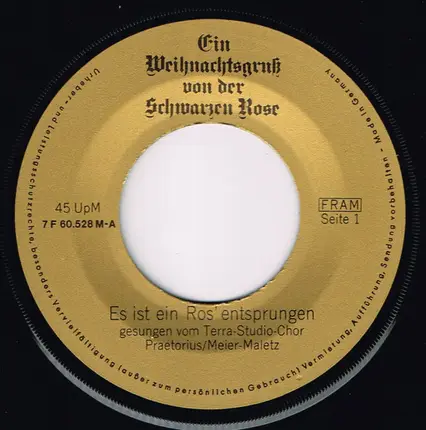 Ein
Weihnachtsgruß
von der
Schwarzen Rose
45 UpM
7 F 60.528 M-A
FRAM
Seite 1
Es ist ein Ros' entsprungen
gesungen vom Terra-Studio-Chor
Praetorius/Meier-Maletz
Urheber- und Leistungsschutzrechte, besonders Vervielfältigung (außer zum persönlichen Gebrauch) Vermietung, Aufführung, Sendung vorbehalten - Made in Germany